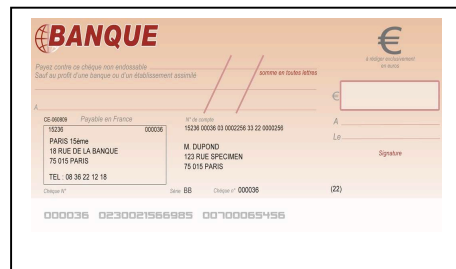 BANQUE
€
à rédiger exclusivement
en euros
Payez contre ce chèque non endossable
Sauf au profit d'une banque ou d'un établissement assimilé
somme en toutes lettres
€
A
CE-060606 Payable en France
N° de compte
A
15236 000036
15236 00036 03 0002256 33 22 0000256
Le
PARIS 15ème
18 RUE DE LA BANQUE
75 015 PARIS
TEL : 08 36 22 12 18
M. DUPOND
123 RUE SPECIMEN
75 015 PARIS
Signature
Chèque N° Série BB Chèque n° 000036 (22)
000036 0230021566985 00700065456